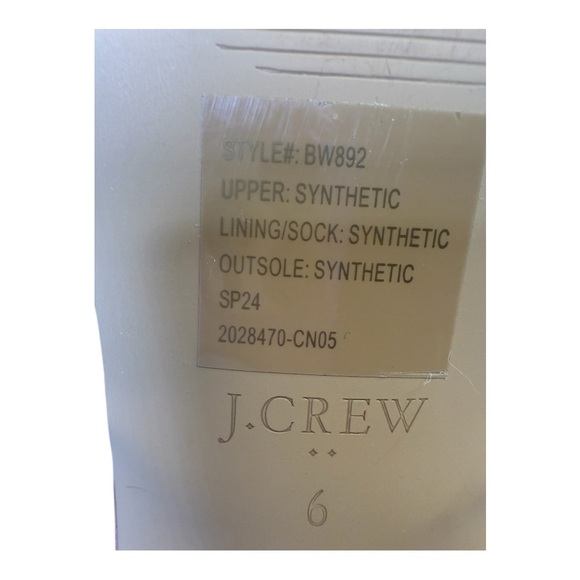 STYLE#: BW892
UPPER: SYNTHETIC
LINING/SOCK: SYNTHETIC
OUTSOLE: SYNTHETIC
SP24
2028470-CN05
J.CREW
6